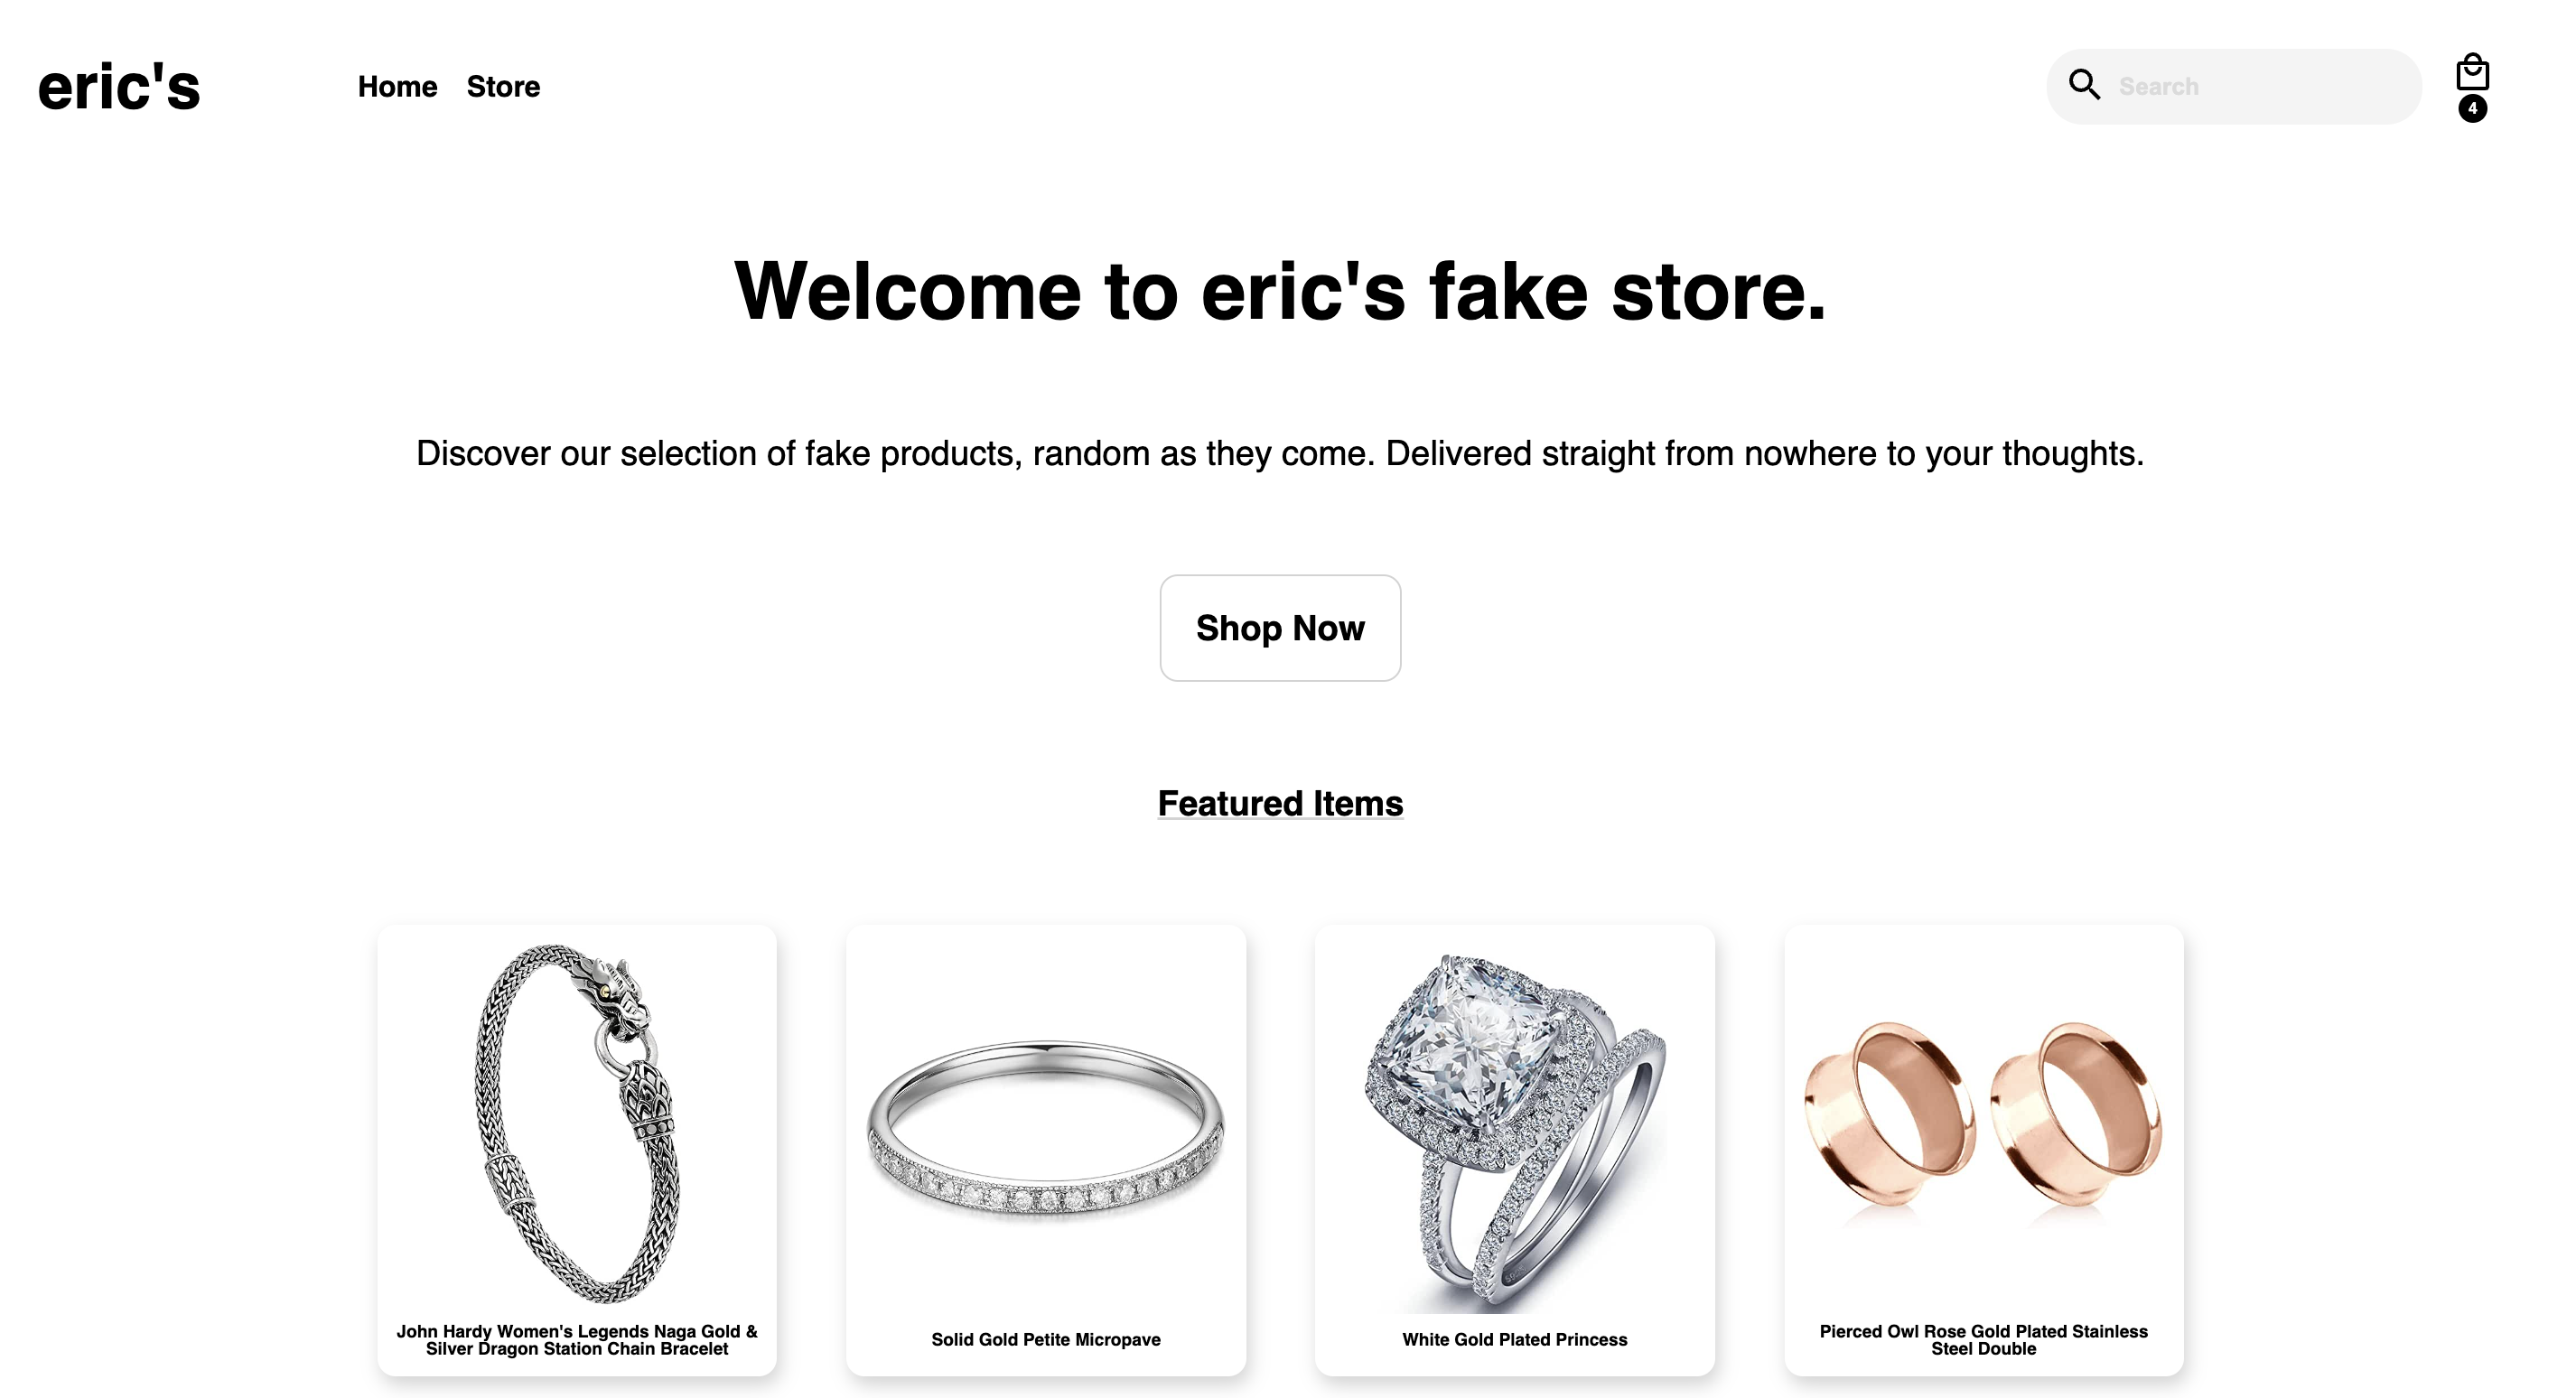 eric's
Home
Store
Search
4
Welcome to eric's fake store.
Discover our selection of fake products, random as they come. Delivered straight from nowhere to your thoughts.
Shop Now
Featured Items
John Hardy Women's Legends Naga Gold &
Silver Dragon Station Chain Bracelet
Solid Gold Petite Micropave
White Gold Plated Princess
Pierced Owl Rose Gold Plated Stainless
Steel Double